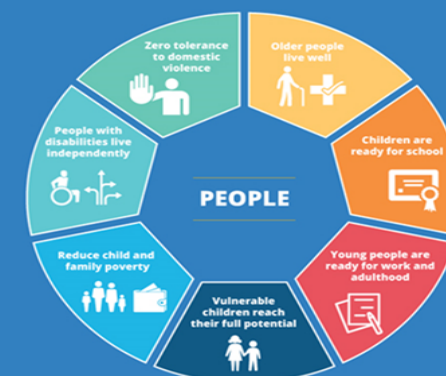 Zero tolerance
to domestic
violence
Older people
live well
Children are
ready for school
Young people are
ready for work and
adulthood
Vulnerable
children reach
their full potential
Reduce child and
family poverty
People with
disabilities live
independently
PEOPLE